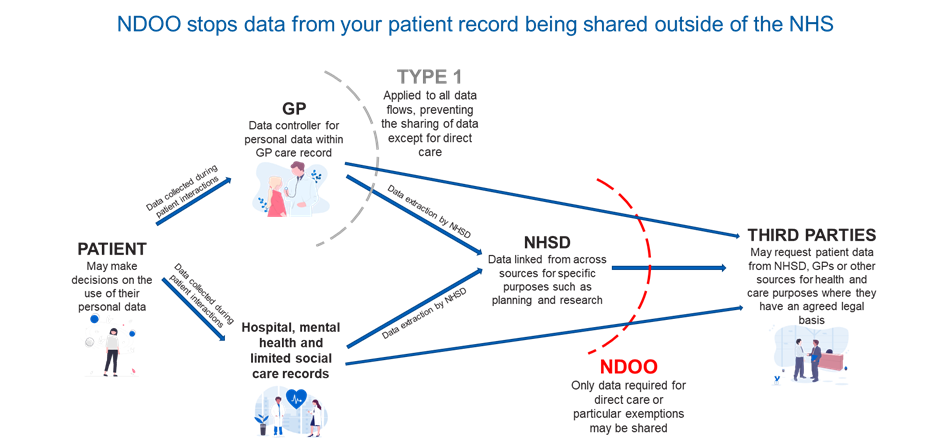 NDOO stops data from your patient record being shared outside of the NHS
TYPE 1
Applied to all data
flows, preventing
the sharing of data
except for direct
care
GP
Data controller for
personal data within
GP care record
Data collected during
patient interactions
Data extraction by NHSD
PATIENT
May make
decisions on the
use of their
personal data
Data collected during
patient interactions
NHSD
Data linked from across
sources for specific
purposes such as
planning and research
THIRD PARTIES
May request patient data
from NHSD, GPs or other
sources for health and
care purposes where they
have an agreed legal
basis
Data extraction by NHSD
Hospital, mental
health and
limited social
care records
NDOO
Only data required for
direct care or
particular exemptions
may be shared